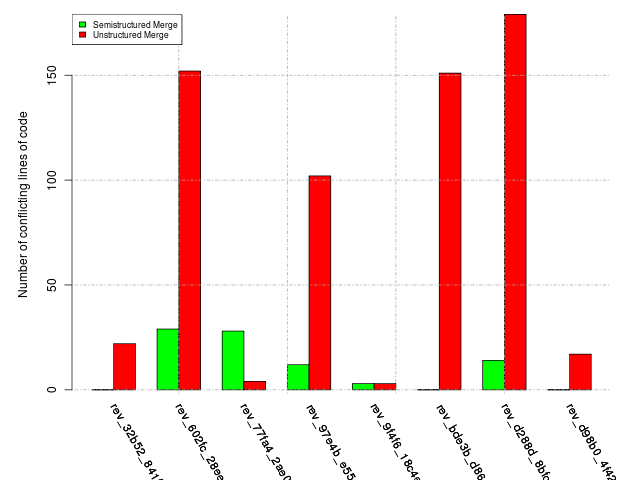 Semistructured Merge
Unstructured Merge
Number of conflicting lines of code
150
100
50
0
rev_32b52_841
rev_602fc_28ee
rev_77fa4_2ae0
rev_97e4b_e55
rev_9f4f6_18c4
rev_bde3b_d86
rev_d288d_8bf
rev_d98b0_4f42